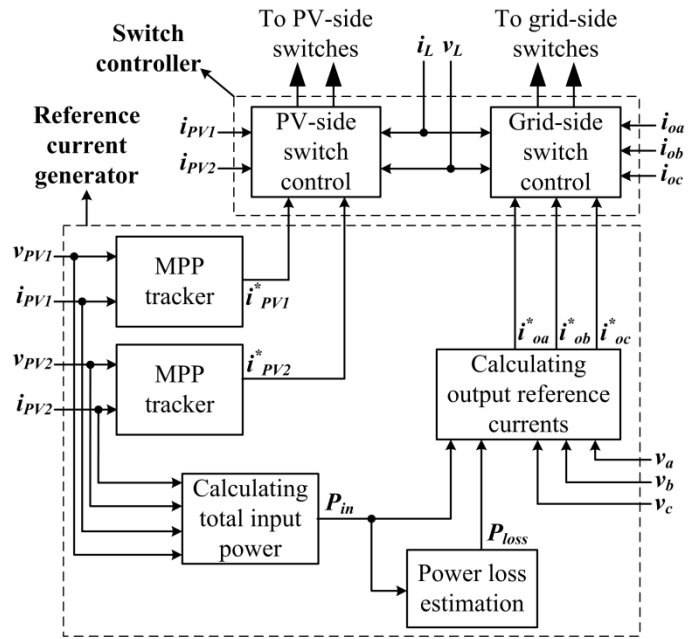 To PV-side
switches
To grid-side
switches
Switch
controller
i_L v_L
Reference
current
generator
i_PV1
i_PV2
PV-side
switch
control
Grid-side
switch
control
i_oa
i_ob
i_oc
v_PV1
i_PV1
v_PV2
i_PV2
MPP
tracker
i*_PV1
MPP
tracker
i*_PV2
i*_oa i*_ob i*_oc
Calculating
output reference
currents
v_a
v_b
v_c
Calculating
total input
power
P_in
P_loss
Power loss
estimation